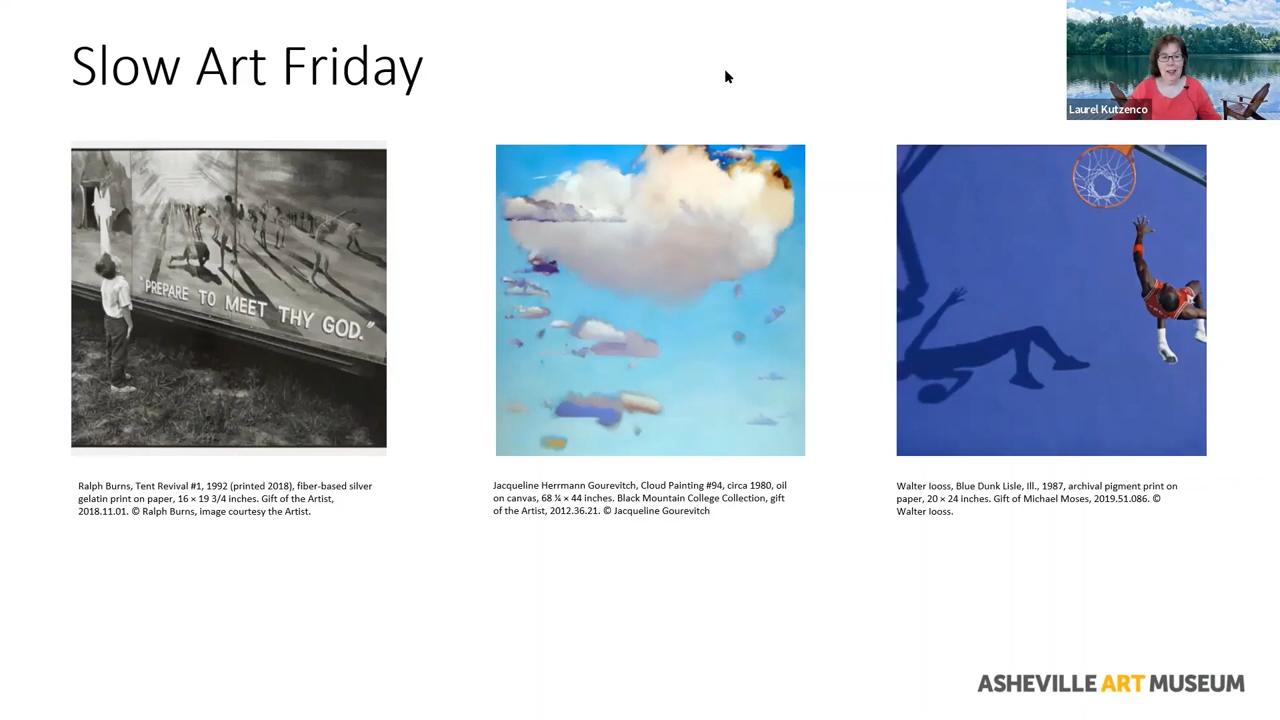 Slow Art Friday
Laurel Kutzenco
"PREPARE TO MEET THY GOD."
Ralph Burns, Tent Revival #1, 1992 (printed 2018), fiber-based silver
gelatin print on paper, 16 × 19 3/4 inches. Gift of the Artist,
2018.11.01. © Ralph Burns, image courtesy the Artist.
Jacqueline Herrmann Gourevitch, Cloud Painting #94, circa 1980, oil
on canvas, 68 ¼ × 44 inches. Black Mountain College Collection, gift
of the Artist, 2012.36.21. © Jacqueline Gourevitch
Walter Iooss, Blue Dunk Lisle, Ill., 1987, archival pigment print on
paper, 20 × 24 inches. Gift of Michael Moses, 2019.51.086. ©
Walter Iooss.
ASHEVILLE ART MUSEUM